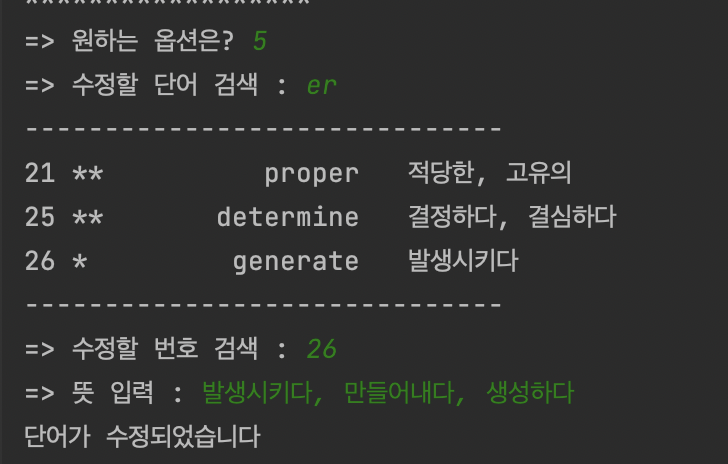 => 원하는 옵션은? 5
=> 수정할 단어 검색 : er
------------------------------
21 **          proper   적당한, 고유의
25 **       determine   결정하다, 결심하다
26 *         generate   발생시키다
------------------------------
=> 수정할 번호 검색 : 26
=> 뜻 입력 : 발생시키다, 만들어내다, 생성하다
단어가 수정되었습니다